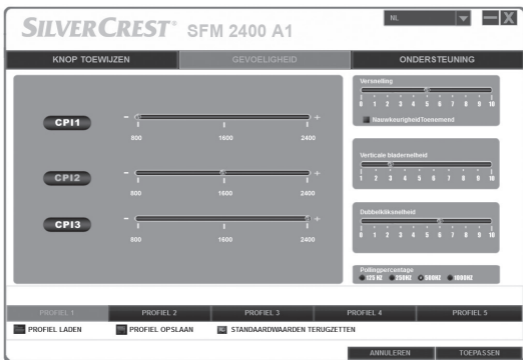 SILVERCREST® SFM 2400 A1
NL
X
KNOP TOEWIJZEN GEVOELIGHEID ONDERSTEUNING
CPI1
- +
800 1600 2400
CPI2
- +
800 1600 2400
CPI3
- +
800 1600 2400
Versnelling
0 1 2 3 4 5 6 7 8 9 10
Nauwkeurigheid Toenemend
Verticale bladersnelheid
1 2 3 4 5 6 7 8 9 10
Dubbelkliksnelheid
0 1 2 3 4 5 6 7 8 9 10
Pollingpercentage
125 HZ 250HZ 500HZ 1000HZ
PROFIEL 1 PROFIEL 2 PROFIEL 3 PROFIEL 4 PROFIEL 5
PROFIEL LADEN PROFIEL OPSLAAN STANDAARDWAARDEN TERUGZETTEN
ANNULEREN TOEPASSEN